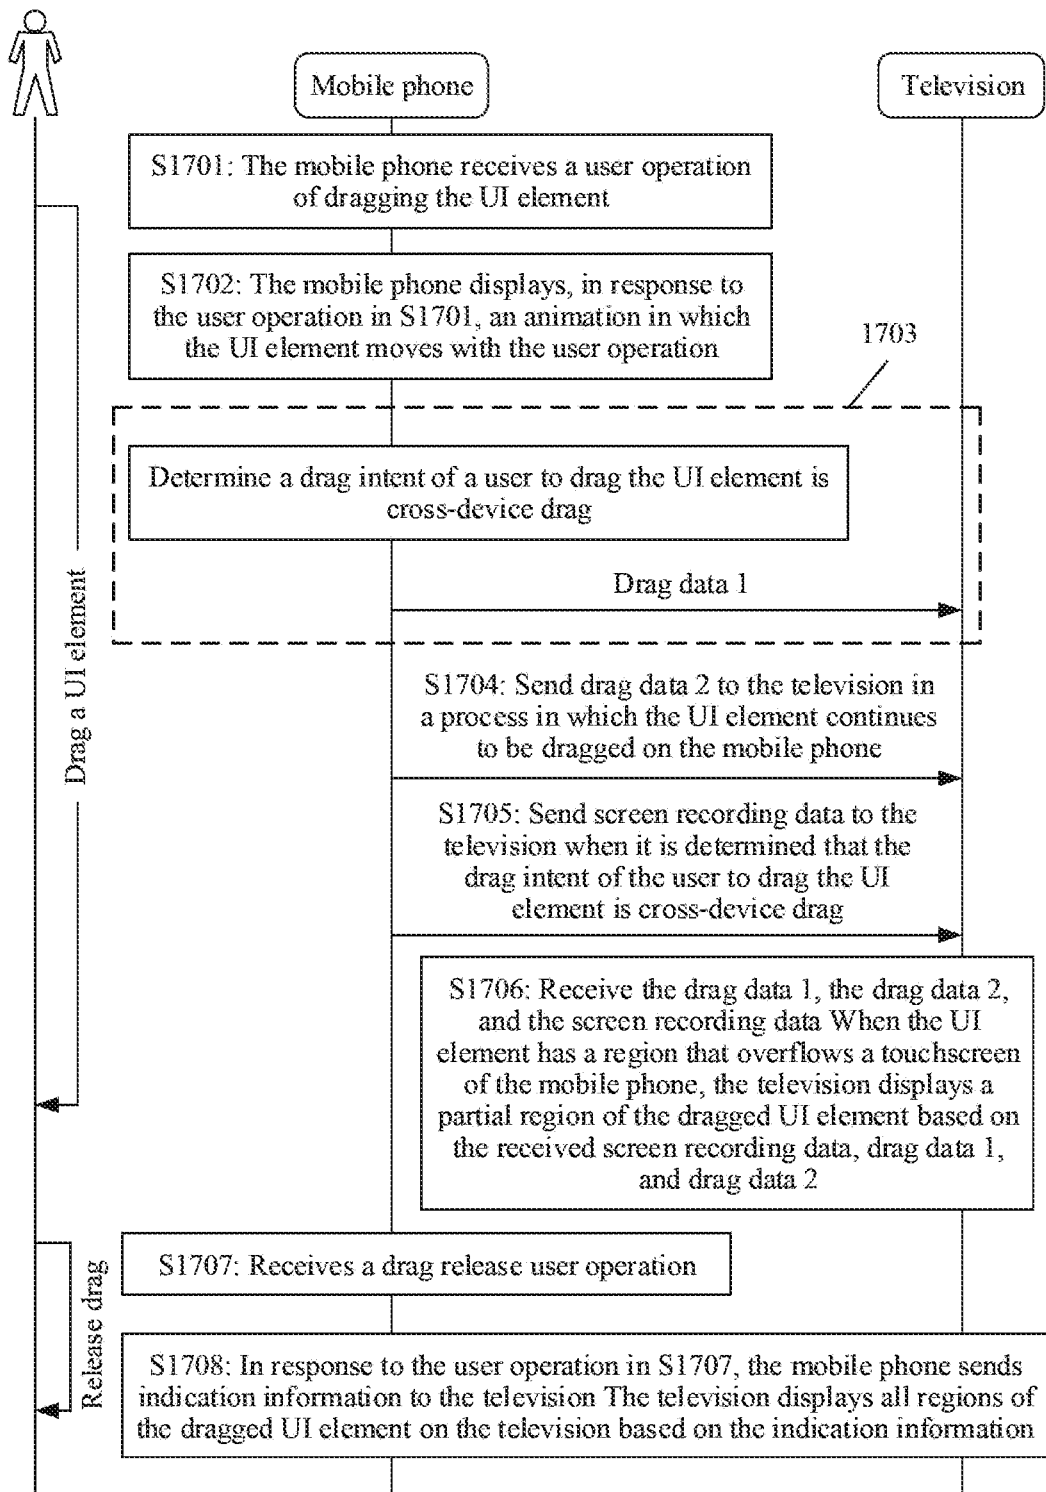 Mobile phone
Television
S1701: The mobile phone receives a user operation
of dragging the UI element
S1702: The mobile phone displays, in response to
the user operation in S1701, an animation in which
the UI element moves with the user operation
1703
Determine a drag intent of a user to drag the UI element is
cross-device drag
Drag data 1
Drag a UI element
S1704: Send drag data 2 to the television in
a process in which the UI element continues
to be dragged on the mobile phone
S1705: Send screen recording data to the
television when it is determined that the
drag intent of the user to drag the UI
element is cross-device drag
S1706: Receive the drag data 1, the drag data 2,
and the screen recording data When the UI
element has a region that overflows a touchscreen
of the mobile phone, the television displays a
partial region of the dragged UI element based on
the received screen recording data, drag data 1,
and drag data 2
S1707: Receives a drag release user operation
Release drag
S1708: In response to the user operation in S1707, the mobile phone sends
indication information to the television The television displays all regions of
the dragged UI element on the television based on the indication information